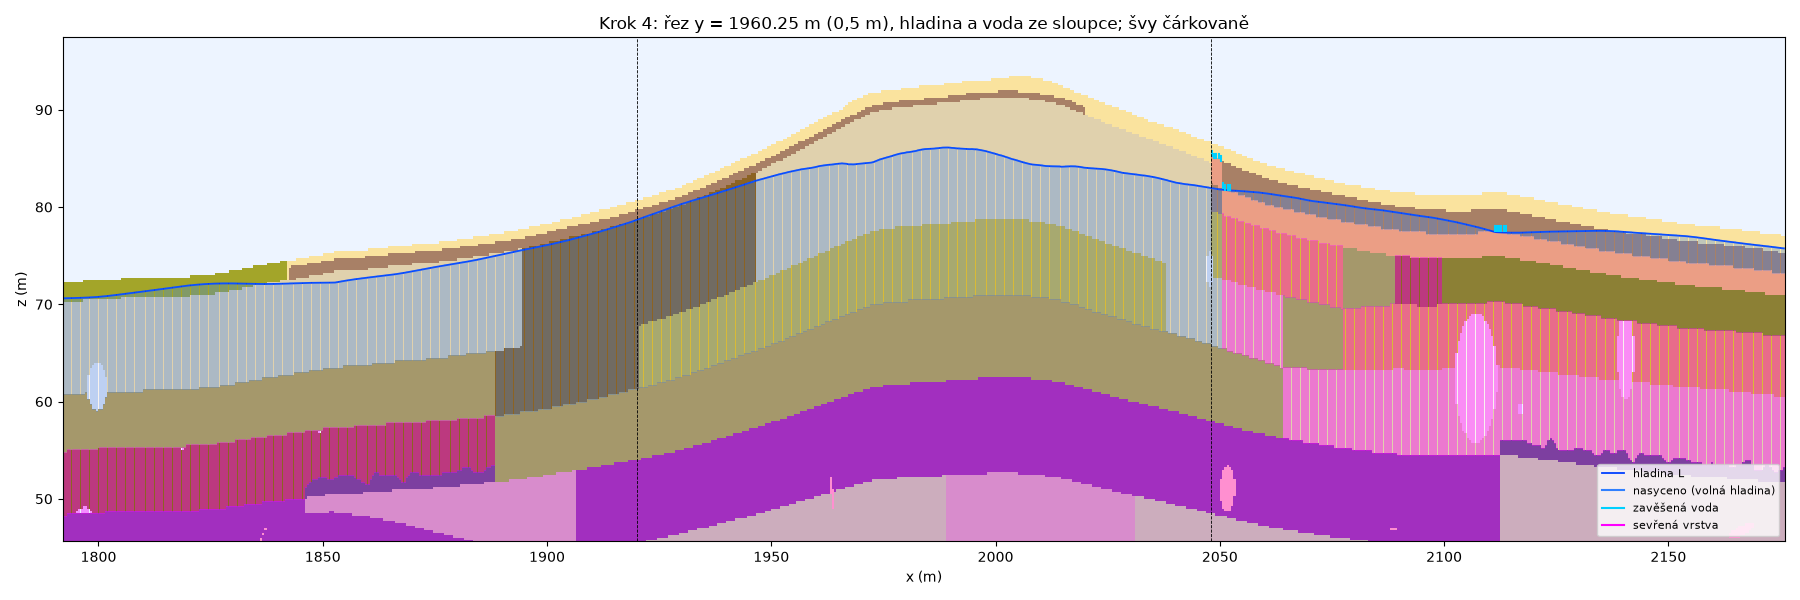 Krok 4: řez y = 1960.25 m (0,5 m), hladina a voda ze sloupce; švy čárkovaně
z (m)
90
80
70
60
50
hladina L
nasyceno (volná hladina)
zavěšená voda
sevřená vrstva
1800 1850 1900 1950 2000 2050 2100 2150
x (m)